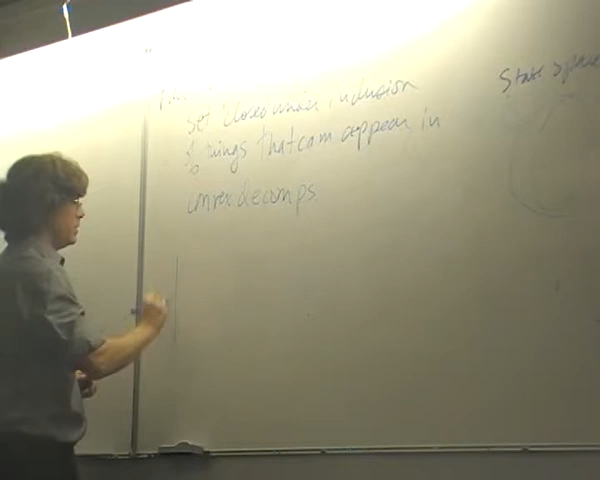 Set closed under inclusion
of things that can appear in
convex decomps.
State space